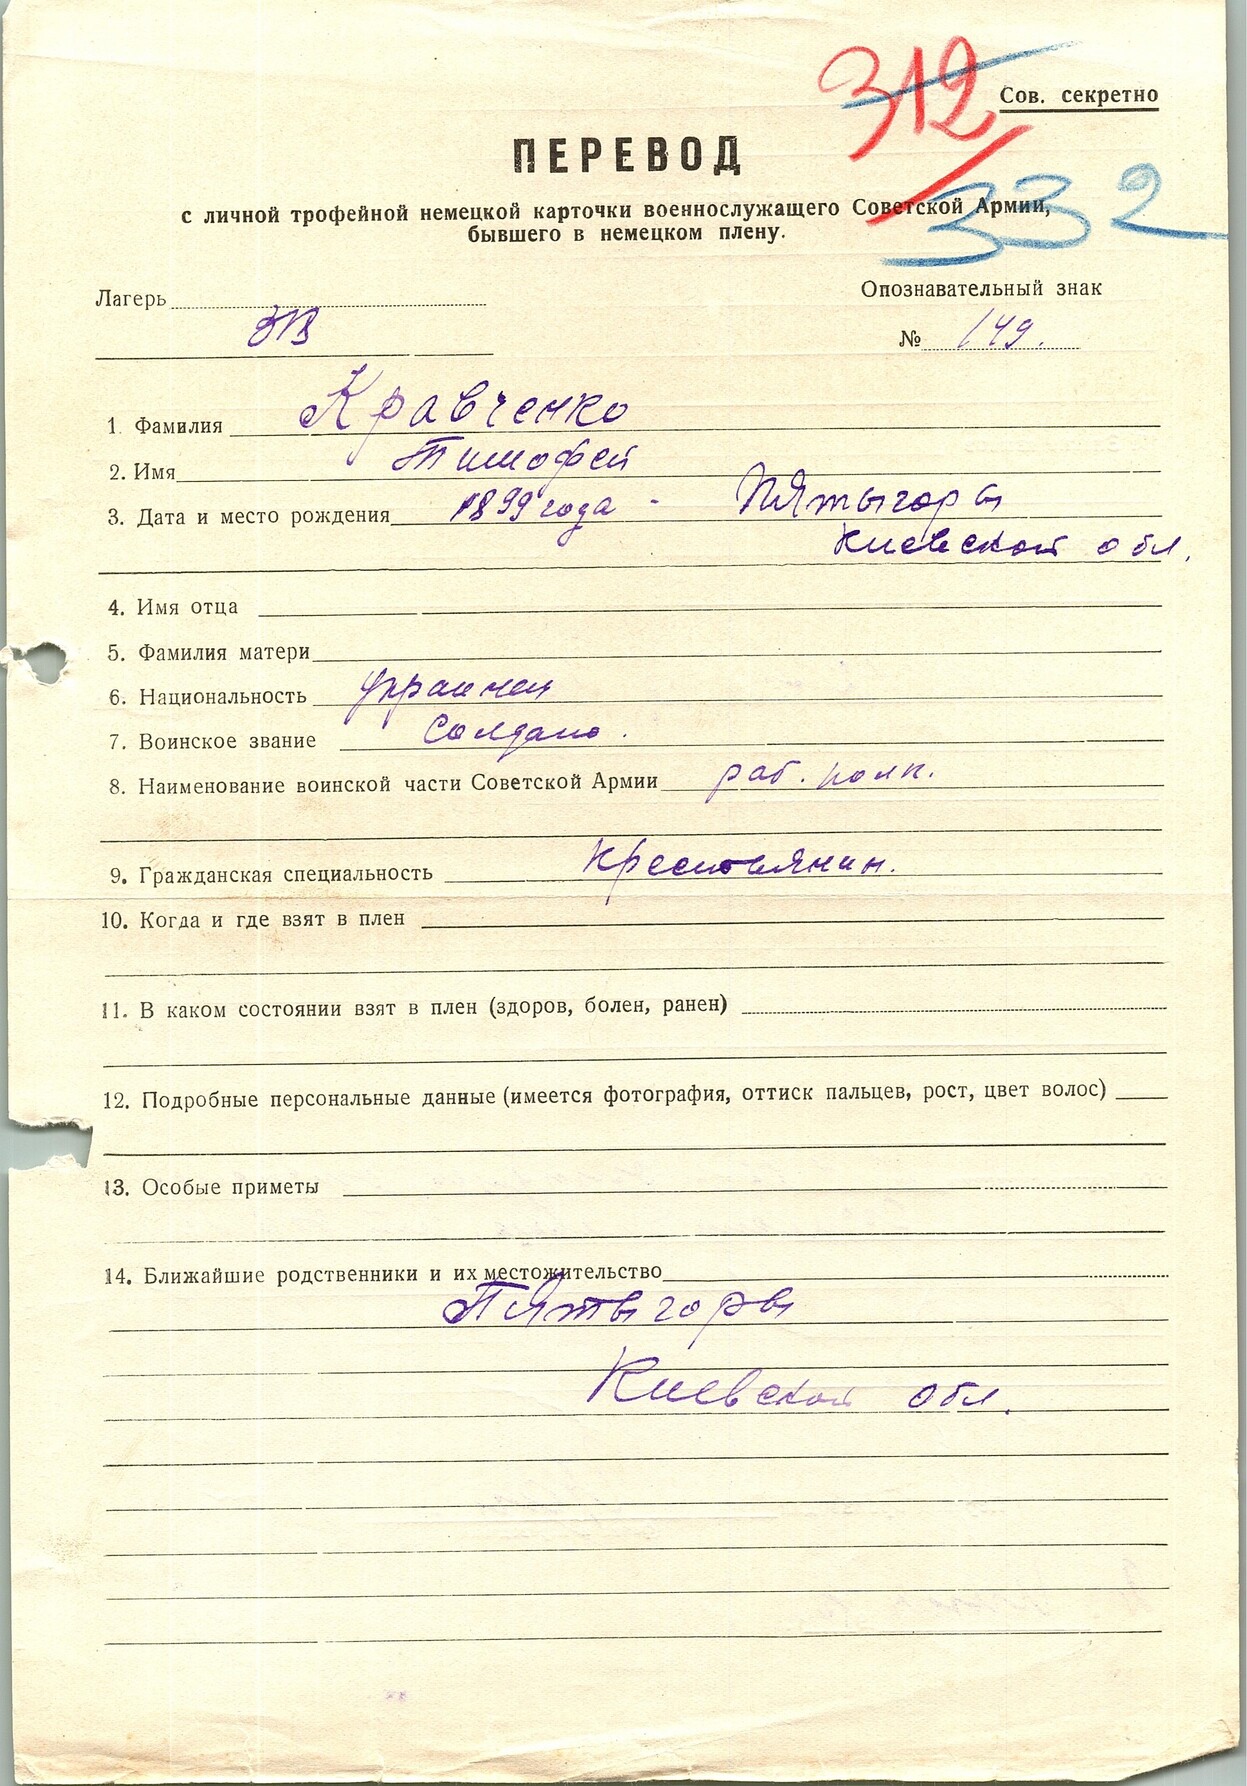 312
Сов. секретно
ПЕРЕВОД
332
с личной трофейной немецкой карточки военнослужащего Советской Армии,
бывшего в немецком плену.
Лагерь
Опознавательный знак
№ 149.
1. Фамилия Кравченко
2. Имя Тимофей
3. Дата и место рождения 1899 года - Пятыгоры
Киевской обл.
4. Имя отца
5. Фамилия матери
6. Национальность украинец
7. Воинское звание Солдат.
8. Наименование воинской части Советской Армии раб. полк.
9. Гражданская специальность Крестьянин.
10. Когда и где взят в плен
11. В каком состоянии взят в плен (здоров, болен, ранен)
12. Подробные персональные данные (имеется фотография, оттиск пальцев, рост, цвет волос)
13. Особые приметы
14. Ближайшие родственники и их местожительство
Пятыгоры
Киевской обл.